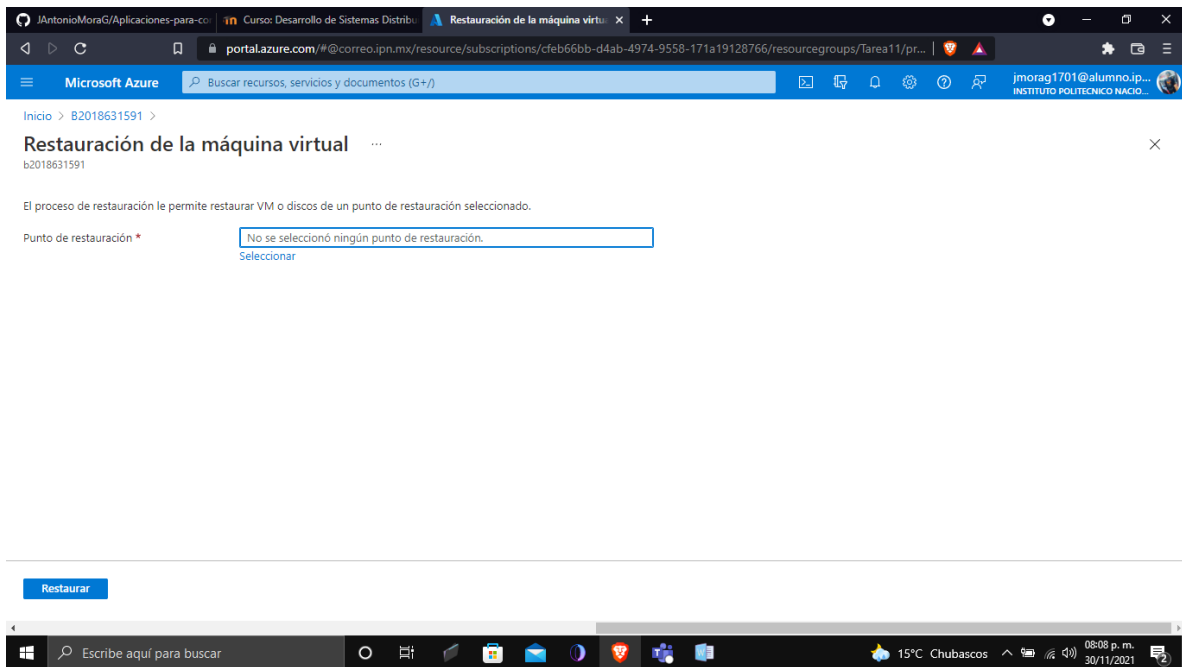 JAntonioMoraG/Aplicaciones-para-co
Curso: Desarrollo de Sistemas Distribu
Restauración de la máquina virtu
portal.azure.com/#@correo.ipn.mx/resource/subscriptions/cfeb66bb-d4ab-4974-9558-171a19128766/resourcegroups/Tarea11/pr...
Microsoft Azure
Buscar recursos, servicios y documentos (G+/)
jmorag1701@alumno.ip...
INSTITUTO POLITECNICO NACIO...
Inicio > B2018631591 >
Restauración de la máquina virtual ...
b2018631591
El proceso de restauración le permite restaurar VM o discos de un punto de restauración seleccionado.
Punto de restauración *
No se seleccionó ningún punto de restauración.
Seleccionar
Restaurar
Escribe aquí para buscar
15°C Chubascos
08:08 p. m.
30/11/2021
2